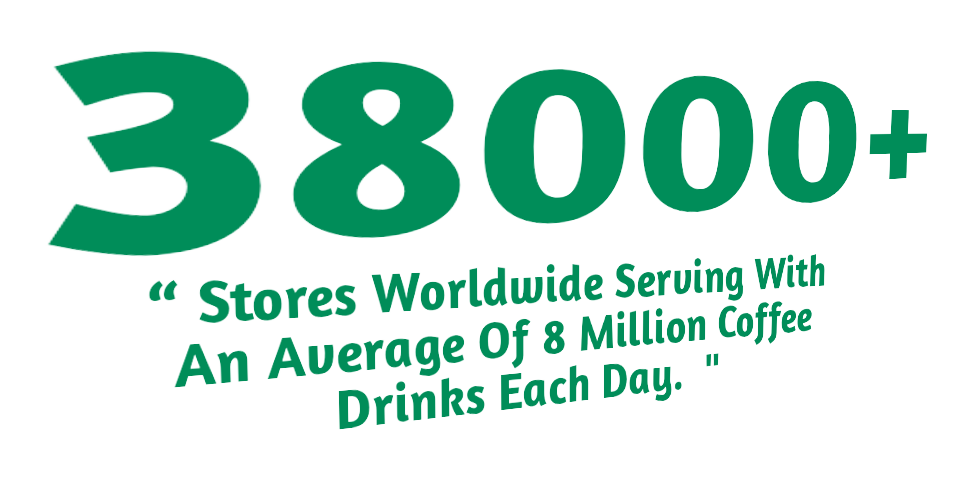 38000+
“ Stores Worldwide Serving With
An Average Of 8 Million Coffee
Drinks Each Day. "